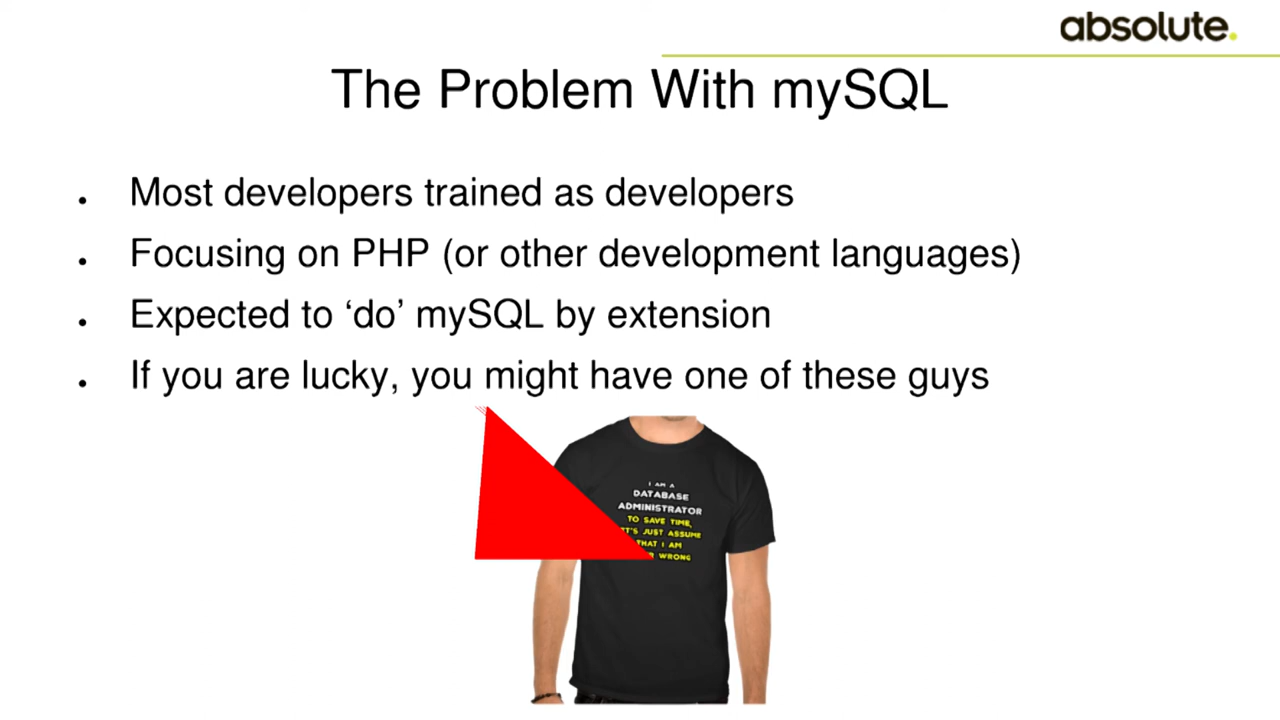 absolute.
The Problem With mySQL
Most developers trained as developers
Focusing on PHP (or other development languages)
Expected to ‘do’ mySQL by extension
If you are lucky, you might have one of these guys
I AM A
DATABASE
ADMINISTRATOR
TO SAVE TIME,
JUST ASSUME
THAT I AM
WRONG